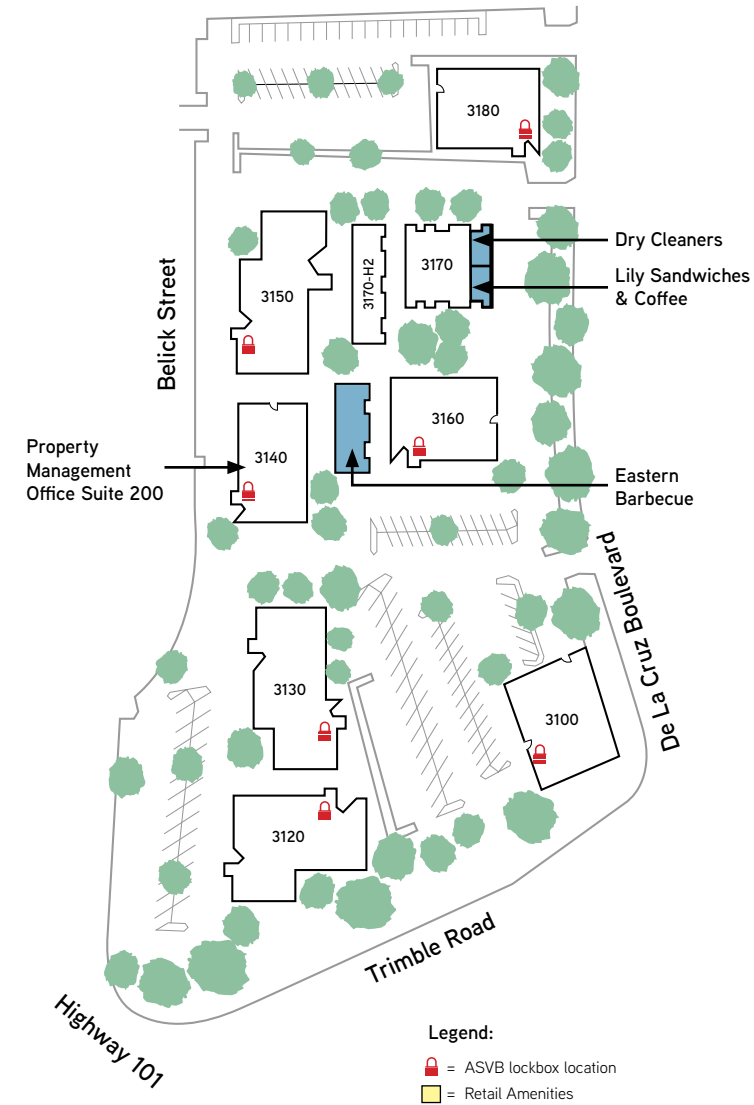 3180
Dry Cleaners
Lily Sandwiches
& Coffee
3170
3170-H2
3150
Belick Street
3160
3140
Property
Management
Office Suite 200
Eastern
Barbecue
De La Cruz Boulevard
3130
3100
3120
Trimble Road
Highway 101
Legend:
= ASVB lockbox location
= Retail Amenities